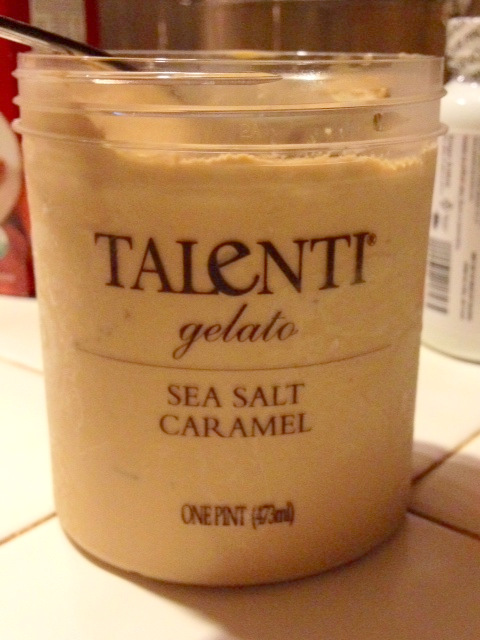 TALeNTI®
gelato
SEA SALT
CARAMEL
ONE PINT (473ml)